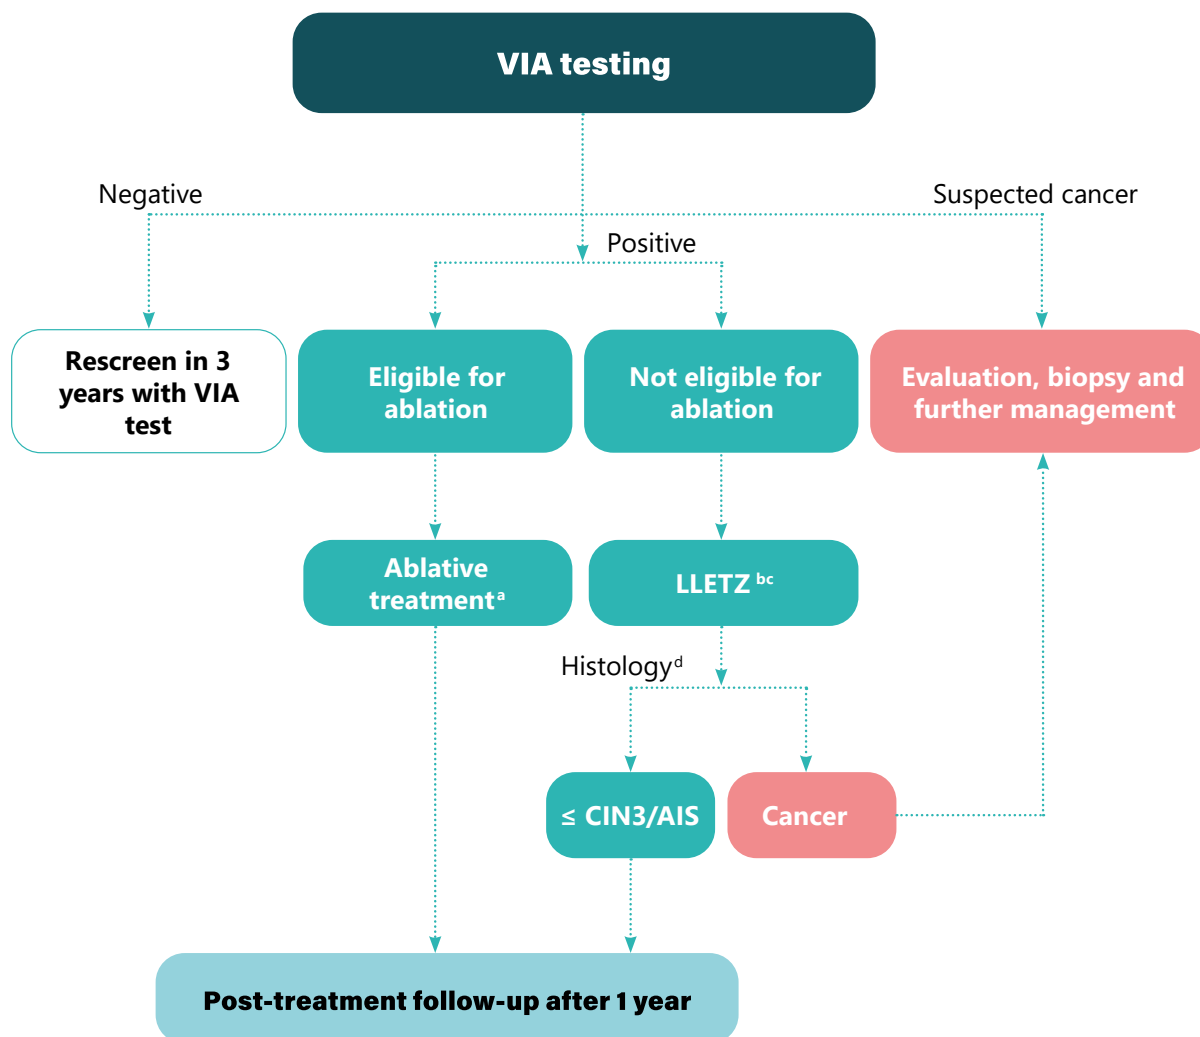 VIA testing
Negative
Suspected cancer
Positive
Rescreen in 3
years with VIA
test
Eligible for
ablation
Not eligible for
ablation
Evaluation, biopsy and
further management
Ablative
treatment a
LLETZ bc
Histology d
≤ CIN3/AIS
Cancer
Post-treatment follow-up after 1 year